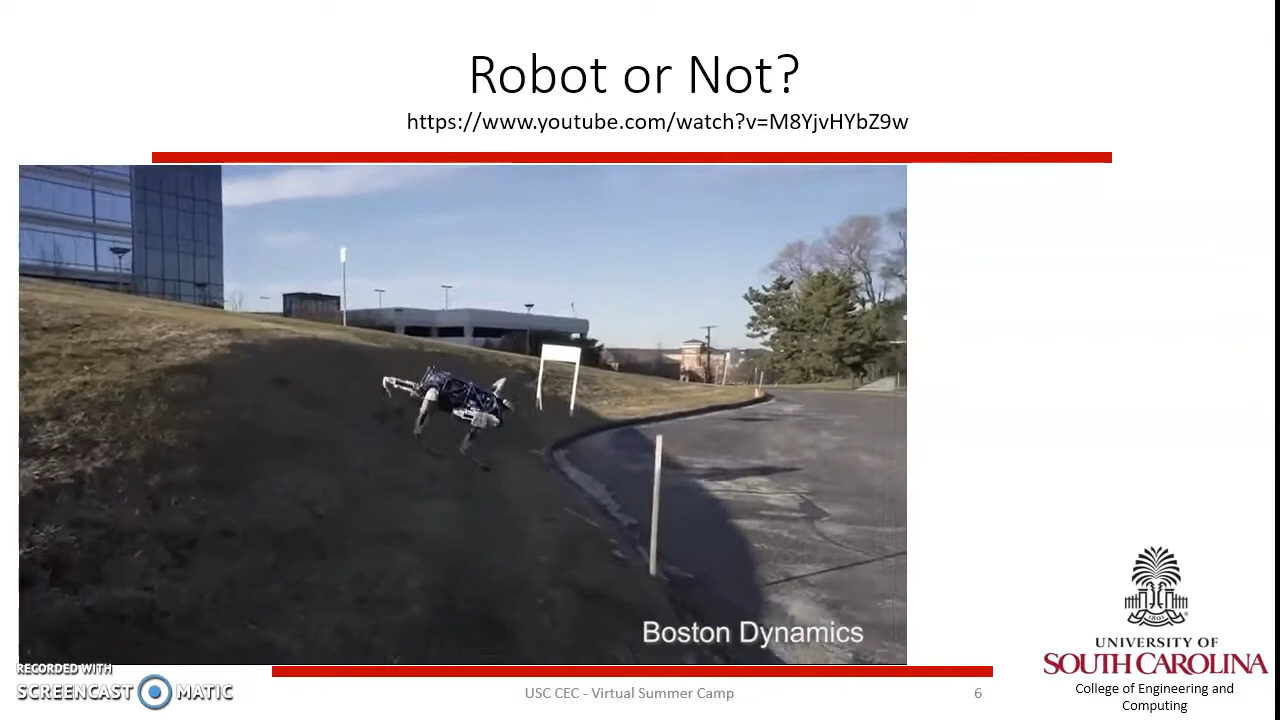 Robot or Not?
https://www.youtube.com/watch?v=M8YjvHYbZ9w
Boston Dynamics
RECORDED WITH
SCREENCAST MATIC
USC CEC - Virtual Summer Camp
6
UNIVERSITY OF
SOUTH CAROLINA
College of Engineering and
Computing